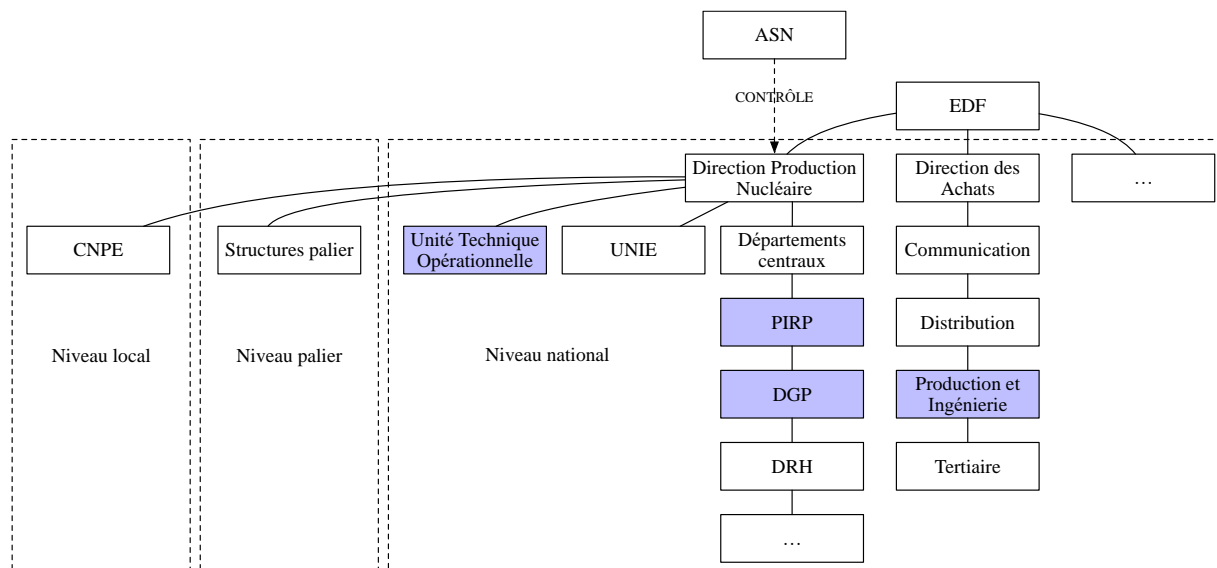 ASN
CONTRÔLE
EDF
Direction Production
Nucléaire
Direction des
Achats
…
CNPE
Structures palier
Unité Technique
Opérationnelle
UNIE
Départements
centraux
Communication
PIRP
Distribution
Niveau local
Niveau palier
Niveau national
DGP
Production et
Ingénierie
DRH
Tertiaire
…